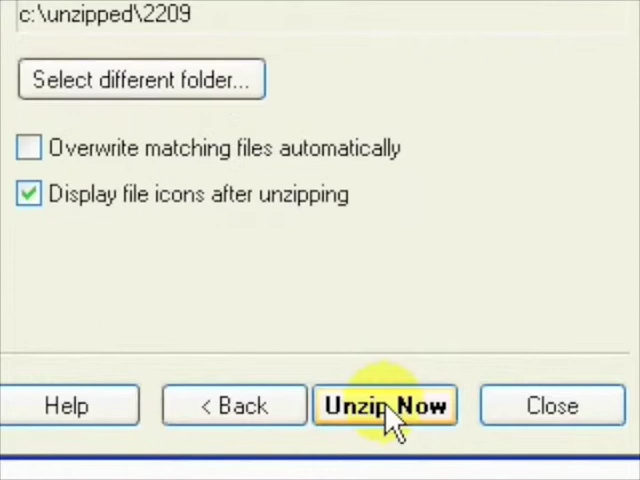 c:\unzipped\2209
Select different folder...
Overwrite matching files automatically
Display file icons after unzipping
Help
< Back
Unzip Now
Close